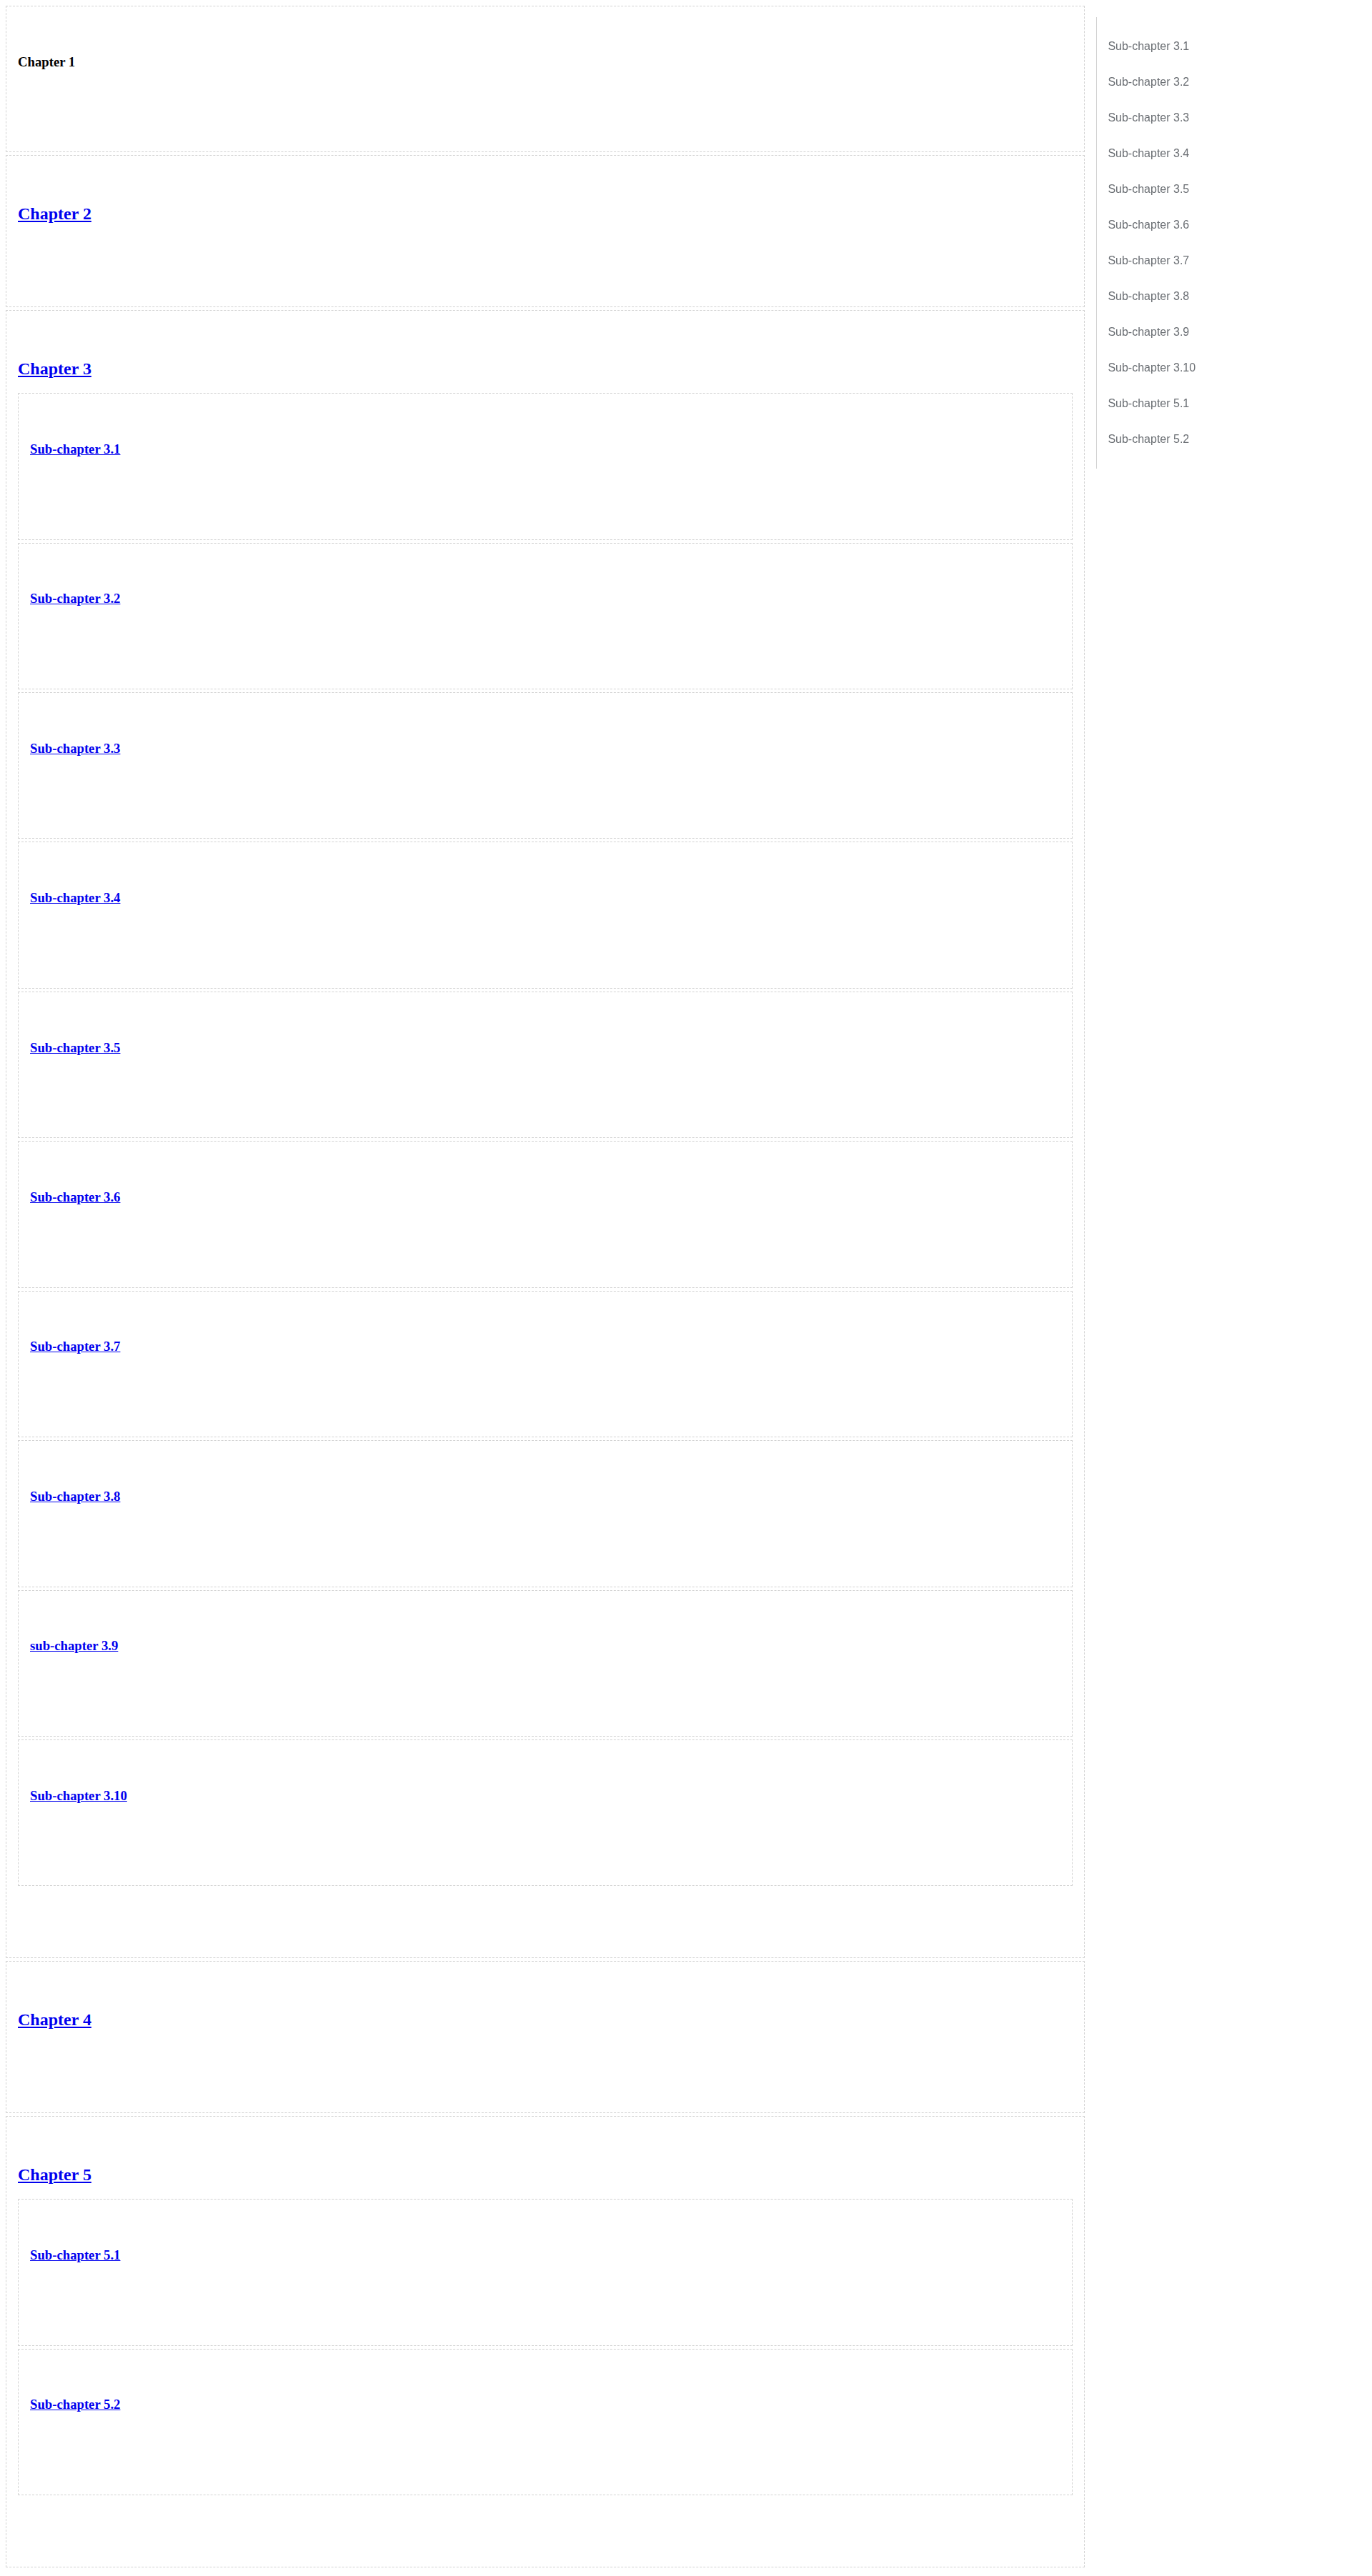 Chapter 1
Chapter 2
Chapter 3
Sub-chapter 3.1
Sub-chapter 3.2
Sub-chapter 3.3
Sub-chapter 3.4
Sub-chapter 3.5
Sub-chapter 3.6
Sub-chapter 3.7
Sub-chapter 3.8
sub-chapter 3.9
Sub-chapter 3.10
Chapter 4
Chapter 5
Sub-chapter 5.1
Sub-chapter 5.2
Sub-chapter 3.1
Sub-chapter 3.2
Sub-chapter 3.3
Sub-chapter 3.4
Sub-chapter 3.5
Sub-chapter 3.6
Sub-chapter 3.7
Sub-chapter 3.8
Sub-chapter 3.9
Sub-chapter 3.10
Sub-chapter 5.1
Sub-chapter 5.2